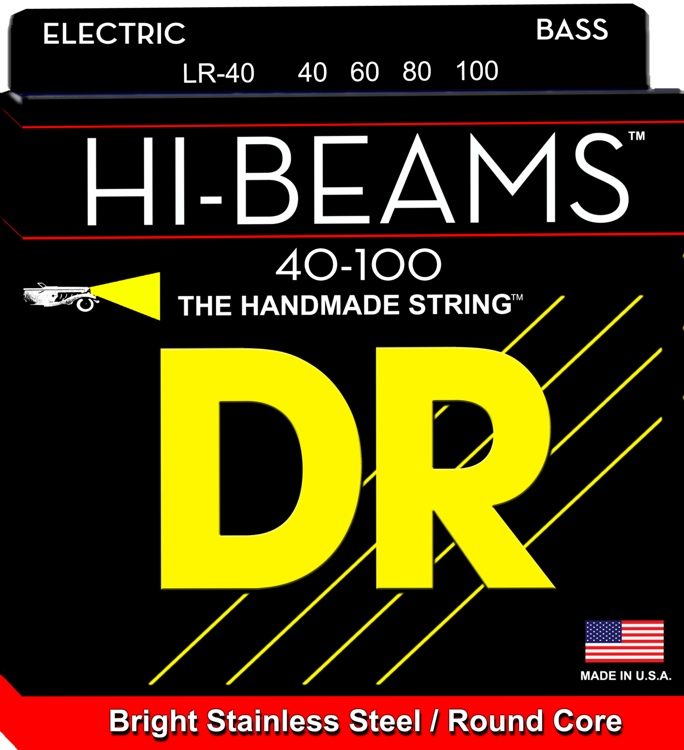 ELECTRIC
BASS
LR-40 40 60 80 100
HI-BEAMS™
40-100
THE HANDMADE STRING™
DR
MADE IN U.S.A.
Bright Stainless Steel / Round Core